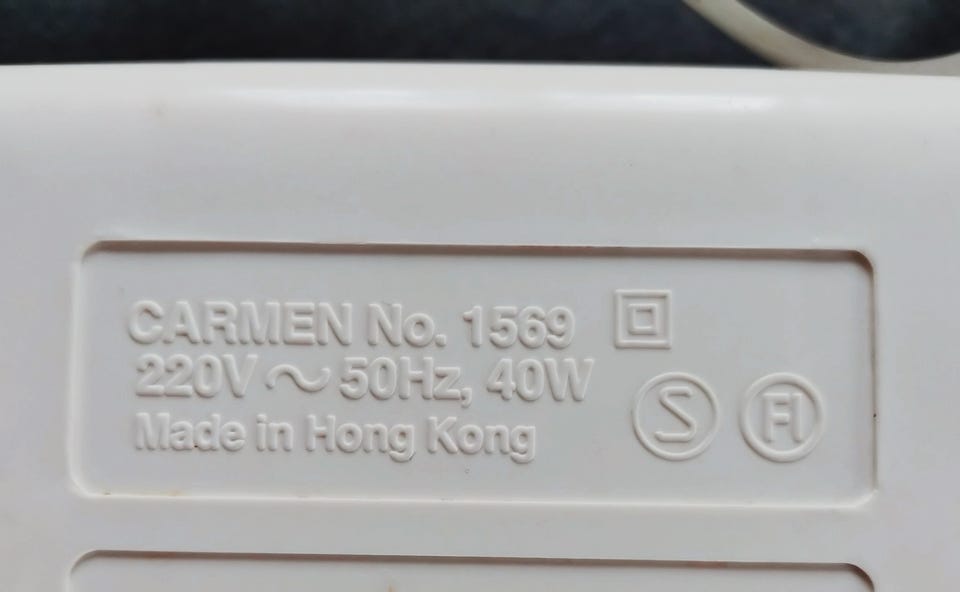 CARMEN No. 1569
220V ~ 50Hz, 40W
Made in Hong Kong
S FI